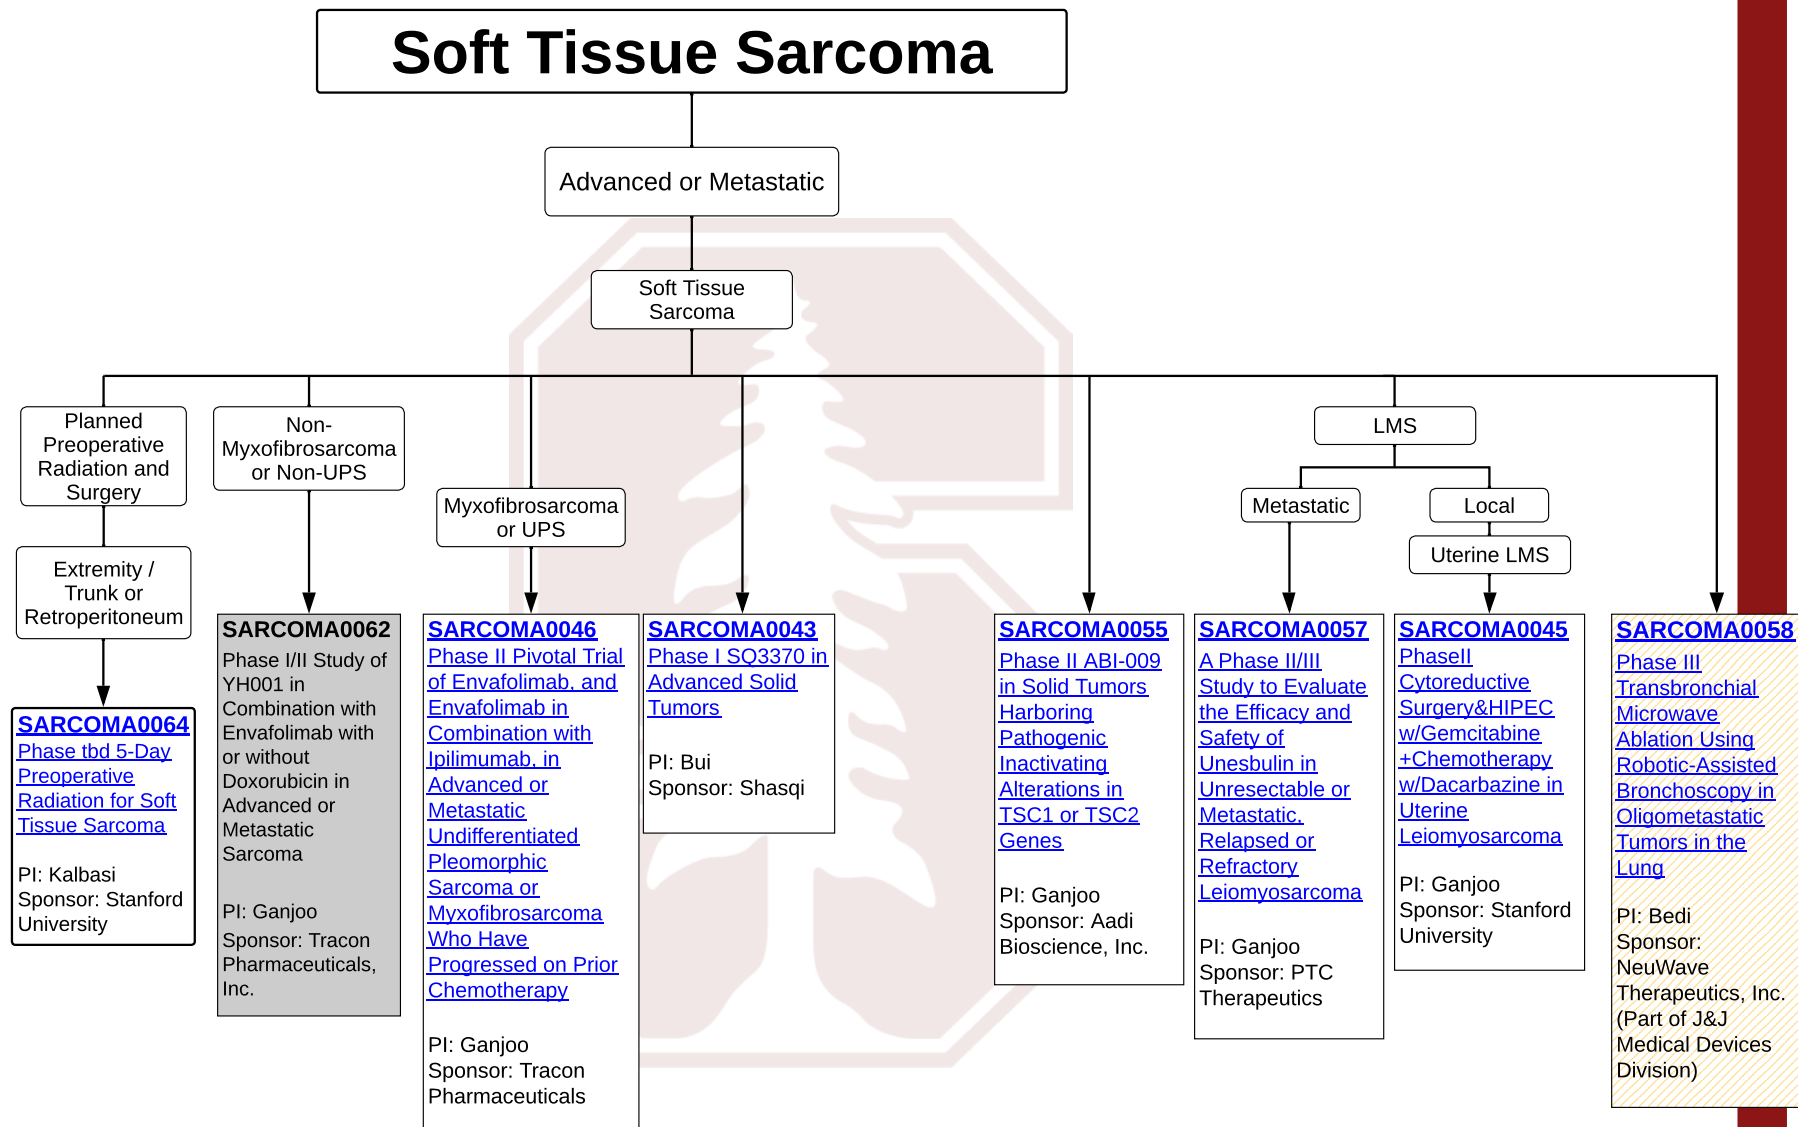 Soft Tissue Sarcoma
Advanced or Metastatic
Soft Tissue
Sarcoma
Planned
Preoperative
Radiation and
Surgery
Extremity /
Trunk or
Retroperitoneum
SARCOMA0064
Phase tbd 5-Day
Preoperative
Radiation for Soft
Tissue Sarcoma
PI: Kalbasi
Sponsor: Stanford
University
Non-
Myxofibrosarcoma
or Non-UPS
SARCOMA0062
Phase I/II Study of
YH001 in
Combination with
Envafolimab with
or without
Doxorubicin in
Advanced or
Metastatic
Sarcoma
PI: Ganjoo
Sponsor: Tracon
Pharmaceuticals,
Inc.
Myxofibrosarcoma
or UPS
SARCOMA0046
Phase II Pivotal Trial
of Envafolimab, and
Envafolimab in
Combination with
Ipilimumab, in
Advanced or
Metastatic
Undifferentiated
Pleomorphic
Sarcoma or
Myxofibrosarcoma
Who Have
Progressed on Prior
Chemotherapy
PI: Ganjoo
Sponsor: Tracon
Pharmaceuticals
SARCOMA0043
Phase I SQ3370 in
Advanced Solid
Tumors
PI: Bui
Sponsor: Shasqi
SARCOMA0055
Phase II ABI-009
in Solid Tumors
Harboring
Pathogenic
Inactivating
Alterations in
TSC1 or TSC2
Genes
PI: Ganjoo
Sponsor: Aadi
Bioscience, Inc.
LMS
Metastatic
SARCOMA0057
A Phase II/III
Study to Evaluate
the Efficacy and
Safety of
Unesbulin in
Unresectable or
Metastatic,
Relapsed or
Refractory
Leiomyosarcoma
PI: Ganjoo
Sponsor: PTC
Therapeutics
Local
Uterine LMS
SARCOMA0045
PhaseII
Cytoreductive
Surgery&HIPEC
w/Gemcitabine
+Chemotherapy
w/Dacarbazine in
Uterine
Leiomyosarcoma
PI: Ganjoo
Sponsor: Stanford
University
SARCOMA0058
Phase III
Transbronchial
Microwave
Ablation Using
Robotic-Assisted
Bronchoscopy in
Oligometastatic
Tumors in the
Lung
PI: Bedi
Sponsor:
NeuWave
Therapeutics, Inc.
(Part of J&J
Medical Devices
Division)